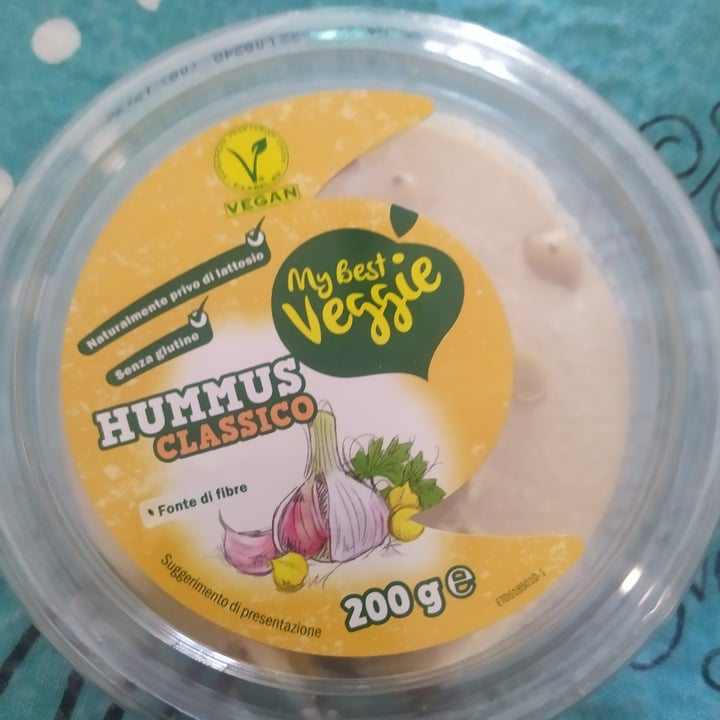 VEGAN
Naturalmente privo di lattosio
Senza glutine
My Best
Veggie
HUMMUS
CLASSICO
Fonte di fibre
Suggerimento di presentazione
200 g e